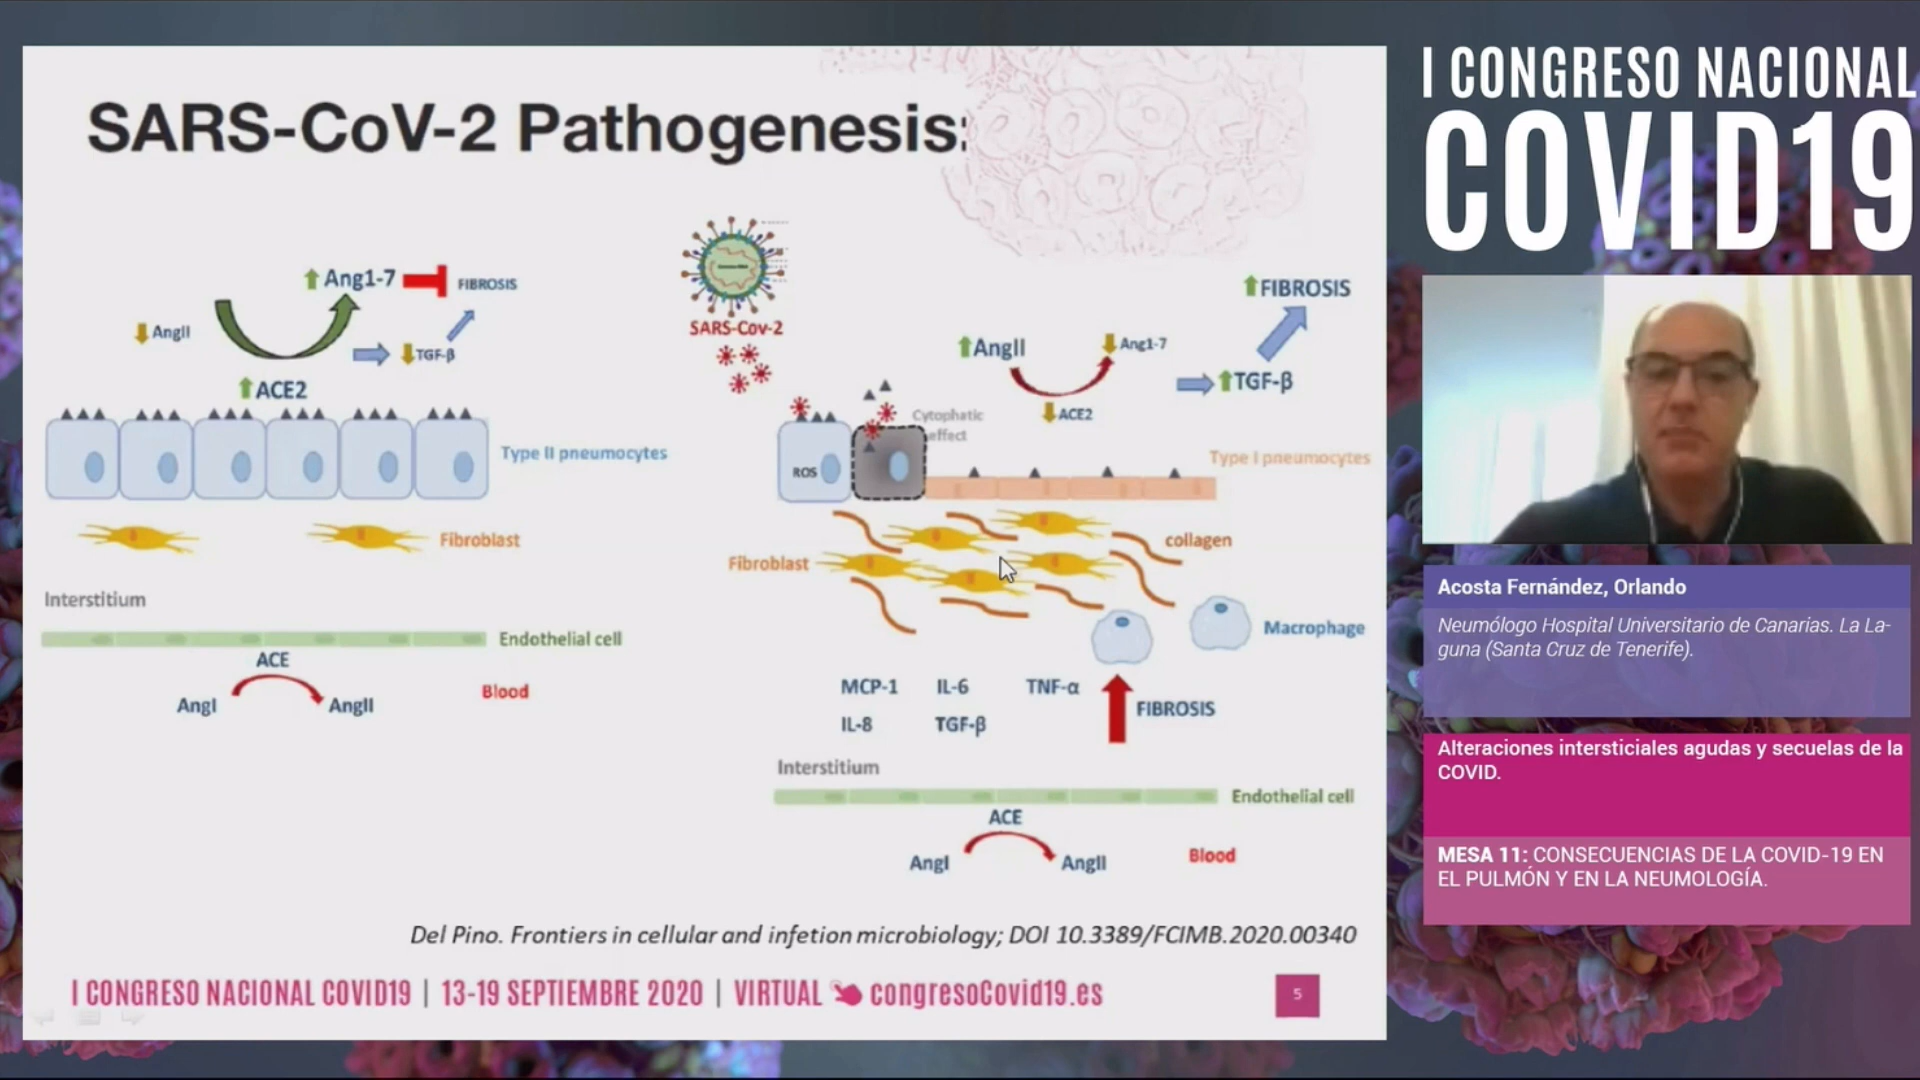 SARS-CoV-2 Pathogenesis:
Ang1-7
FIBROSIS
AngII
TGF-β
ACE2
Type II pneumocytes
Fibroblast
Interstitium
Endothelial cell
ACE
AngI
AngII
Blood
SARS-Cov-2
FIBROSIS
AngII
Ang1-7
TGF-β
ACE2
Cytophatic
effect
ROS
Type I pneumocytes
collagen
Fibroblast
Macrophage
MCP-1 IL-6 TNF-α
IL-8 TGF-β
FIBROSIS
Interstitium
Endothelial cell
ACE
AngI
AngII
Blood
Del Pino. Frontiers in cellular and infetion microbiology; DOI 10.3389/FCIMB.2020.00340
I CONGRESO NACIONAL COVID19 | 13-19 SEPTIEMBRE 2020 | VIRTUAL congresoCovid19.es
5
I CONGRESO NACIONAL
COVID19
Acosta Fernández, Orlando
Neumólogo Hospital Universitario de Canarias. La La-
guna (Santa Cruz de Tenerife).
Alteraciones intersticiales agudas y secuelas de la
COVID.
MESA 11: CONSECUENCIAS DE LA COVID-19 EN
EL PULMÓN Y EN LA NEUMOLOGÍA.